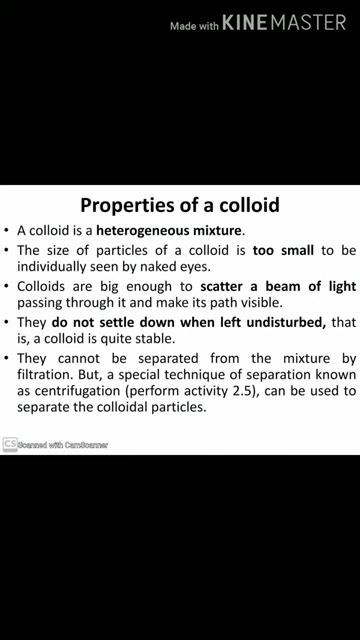 Made with KINEMASTER
Properties of a colloid
• A colloid is a heterogeneous mixture.
• The size of particles of a colloid is too small to be
individually seen by naked eyes.
• Colloids are big enough to scatter a beam of light
passing through it and make its path visible.
• They do not settle down when left undisturbed, that
is, a colloid is quite stable.
• They cannot be separated from the mixture by
filtration. But, a special technique of separation known
as centrifugation (perform activity 2.5), can be used to
separate the colloidal particles.
CS Scanned with CamScanner